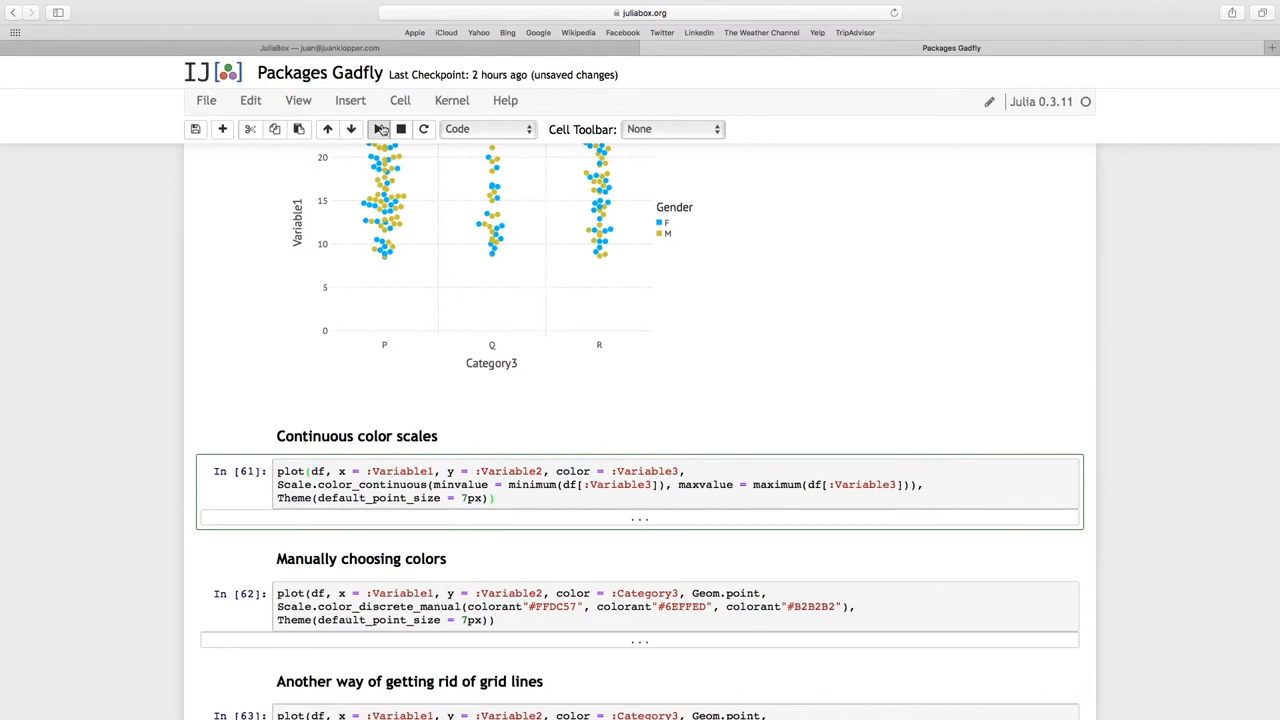 juliabox.org
Apple iCloud Yahoo Bing Google Wikipedia Facebook Twitter LinkedIn The Weather Channel Yelp TripAdvisor
JuliaBox — juan@juanklopper.com
Packages Gadfly
IJ[ ] Packages Gadfly Last Checkpoint: 2 hours ago (unsaved changes)
File Edit View Insert Cell Kernel Help
Julia 0.3.11
Code
Cell Toolbar: None
20
15
10
5
0
Variable1
P Q R
Category3
Gender
F
M
Continuous color scales
In [61]: plot(df, x = :Variable1, y = :Variable2, color = :Variable3,
Scale.color_continuous(minvalue = minimum(df[:Variable3]), maxvalue = maximum(df[:Variable3])),
Theme(default_point_size = 7px))
...
Manually choosing colors
In [62]: plot(df, x = :Variable1, y = :Variable2, color = :Category3, Geom.point,
Scale.color_discrete_manual(colorant"#FFDC57", colorant"#6EFFED", colorant"#B2B2B2"),
Theme(default_point_size = 7px))
...
Another way of getting rid of grid lines
In [63]: plot(df, x = :Variable1, y = :Variable2, color = :Category3, Geom.point,